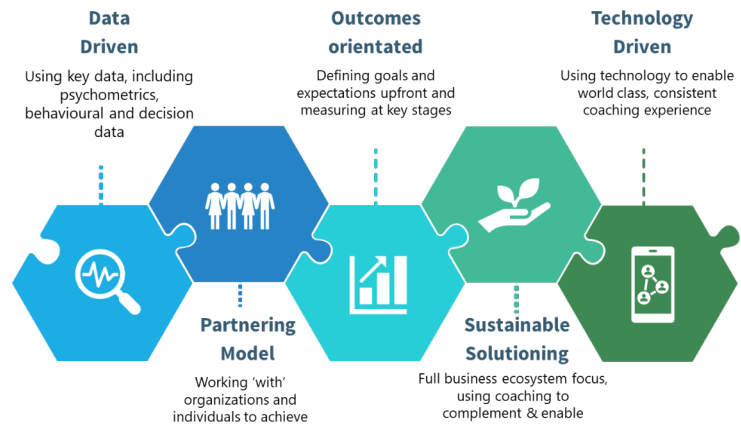 Data
Driven
Using key data, including
psychometrics,
behavioural and decision
data
Outcomes
orientated
Defining goals and
expectations upfront and
measuring at key stages
Technology
Driven
Using technology to enable
world class, consistent
coaching experience
Partnering
Model
Working ‘with’
organizations and
individuals to achieve
Sustainable
Solutioning
Full business ecosystem focus,
using coaching to
complement & enable